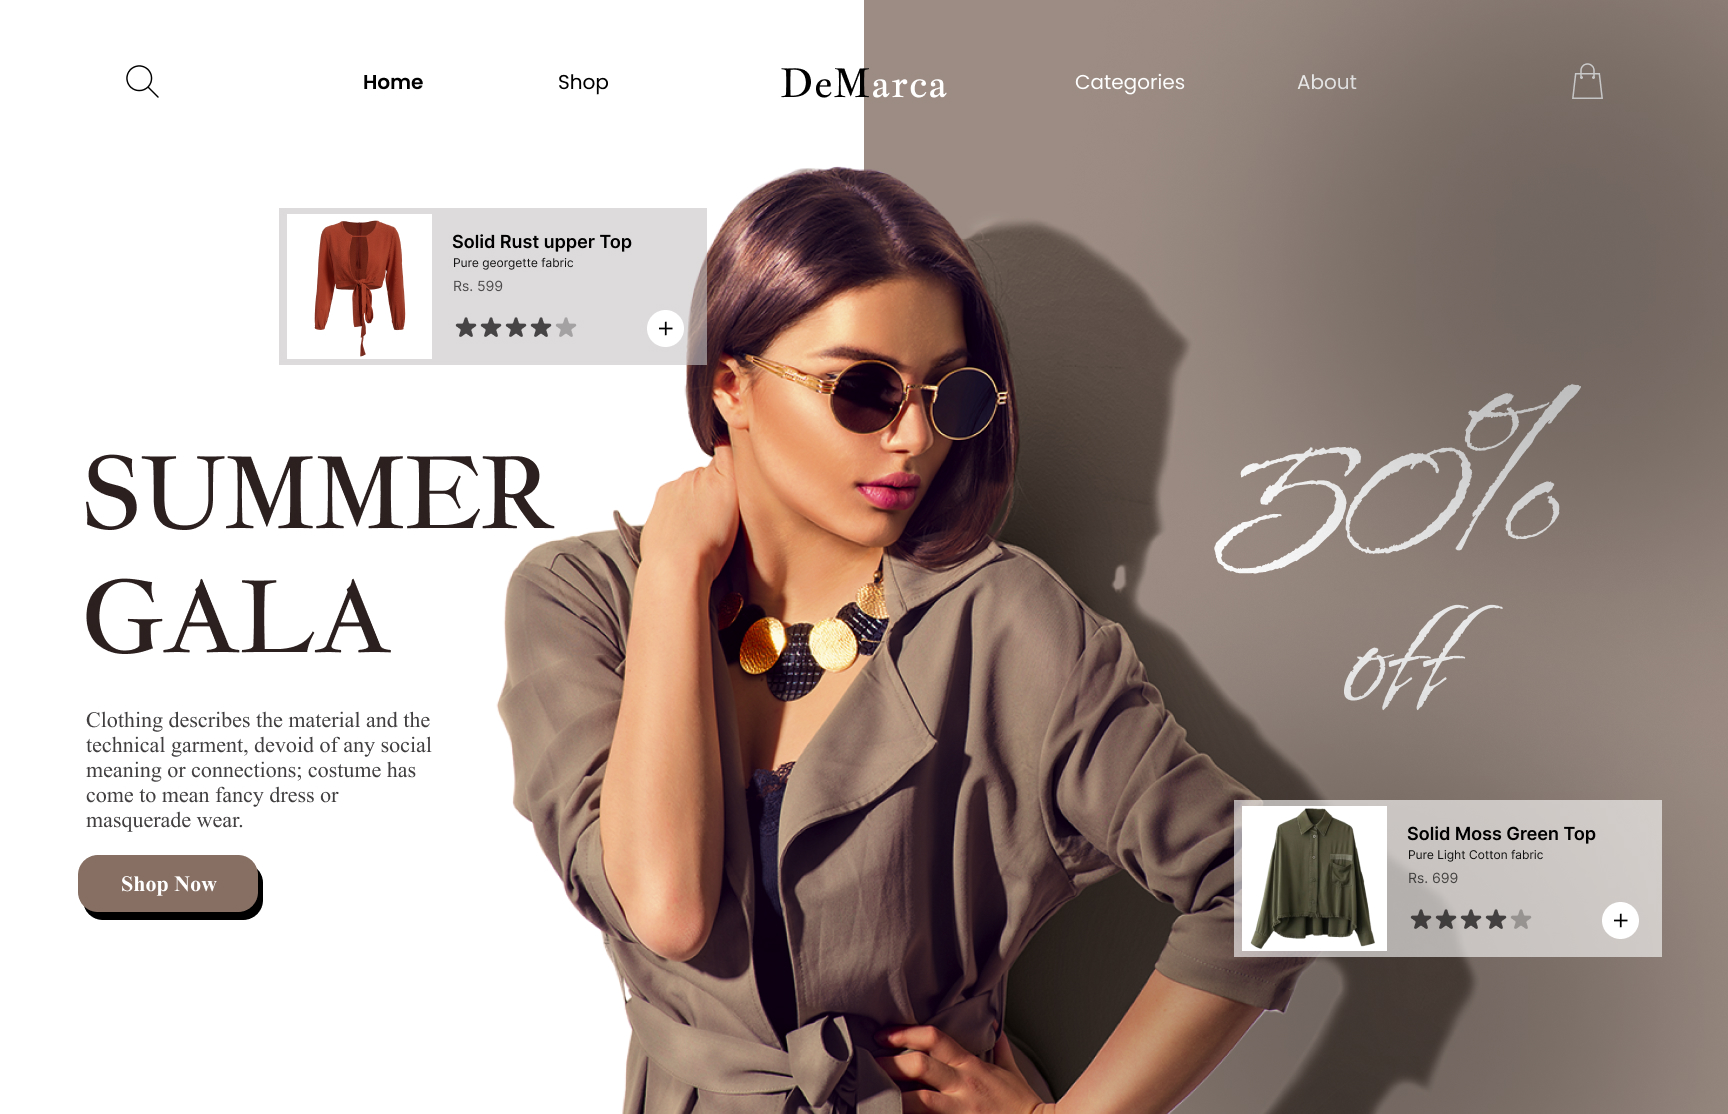 Home
Shop
DeMarca
Categories
About
Solid Rust upper Top
Pure georgette fabric
Rs. 599
SUMMER
GALA
50%
off
Clothing describes the material and the
technical garment, devoid of any social
meaning or connections; costume has
come to mean fancy dress or
masquerade wear.
Shop Now
Solid Moss Green Top
Pure Light Cotton fabric
Rs. 699